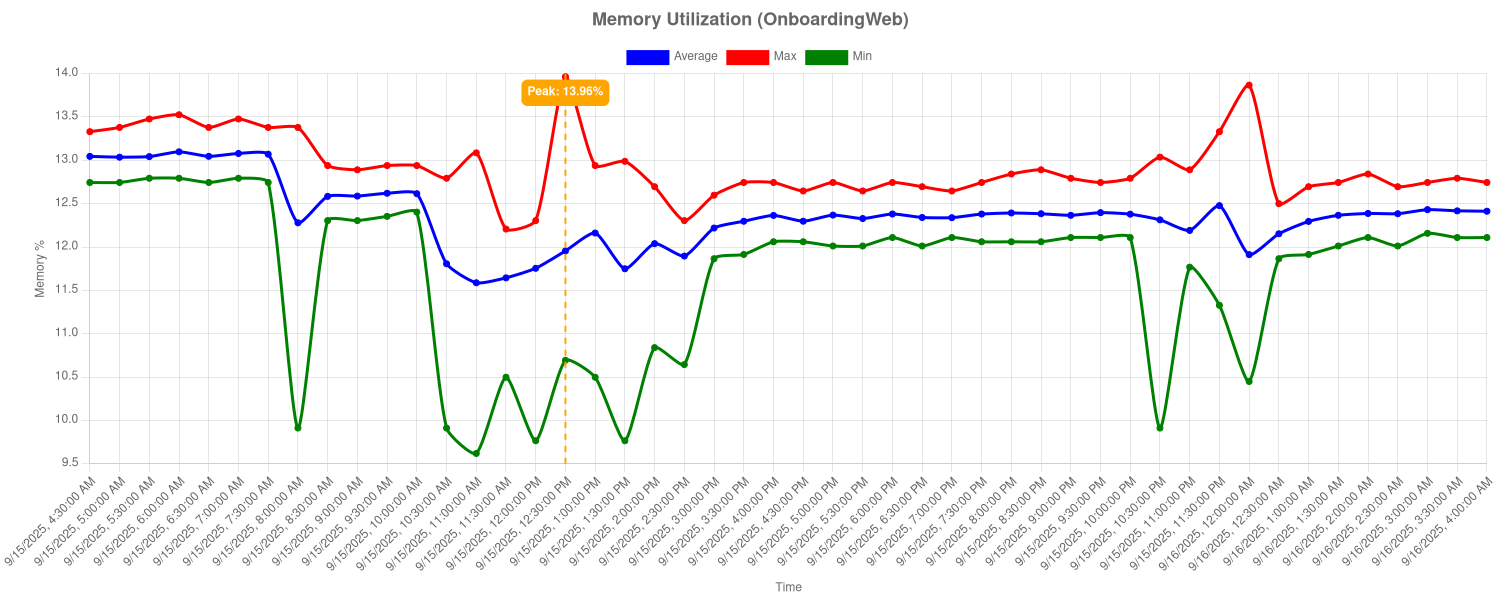 Memory Utilization (OnboardingWeb)
Average Max Min
14.0
Peak: 13.96%
13.5
13.0
12.5
12.0
11.5
11.0
10.5
10.0
9.5
Memory %
9/15/2025, 4:30:00 AM
9/15/2025, 5:00:00 AM
9/15/2025, 5:30:00 AM
9/15/2025, 6:00:00 AM
9/15/2025, 6:30:00 AM
9/15/2025, 7:00:00 AM
9/15/2025, 7:30:00 AM
9/15/2025, 8:00:00 AM
9/15/2025, 8:30:00 AM
9/15/2025, 9:00:00 AM
9/15/2025, 9:30:00 AM
9/15/2025, 10:00:00 AM
9/15/2025, 10:30:00 AM
9/15/2025, 11:00:00 AM
9/15/2025, 11:30:00 AM
9/15/2025, 12:00:00 PM
9/15/2025, 12:30:00 PM
9/15/2025, 1:00:00 PM
9/15/2025, 1:30:00 PM
9/15/2025, 2:00:00 PM
9/15/2025, 2:30:00 PM
9/15/2025, 3:00:00 PM
9/15/2025, 3:30:00 PM
9/15/2025, 4:00:00 PM
9/15/2025, 4:30:00 PM
9/15/2025, 5:00:00 PM
9/15/2025, 5:30:00 PM
9/15/2025, 6:00:00 PM
9/15/2025, 6:30:00 PM
9/15/2025, 7:00:00 PM
9/15/2025, 7:30:00 PM
9/15/2025, 8:00:00 PM
9/15/2025, 8:30:00 PM
9/15/2025, 9:00:00 PM
9/15/2025, 9:30:00 PM
9/15/2025, 10:00:00 PM
9/15/2025, 10:30:00 PM
9/15/2025, 11:00:00 PM
9/15/2025, 11:30:00 PM
9/16/2025, 12:00:00 AM
9/16/2025, 12:30:00 AM
9/16/2025, 1:00:00 AM
9/16/2025, 1:30:00 AM
9/16/2025, 2:00:00 AM
9/16/2025, 2:30:00 AM
9/16/2025, 3:00:00 AM
9/16/2025, 3:30:00 AM
9/16/2025, 4:00:00 AM
Time